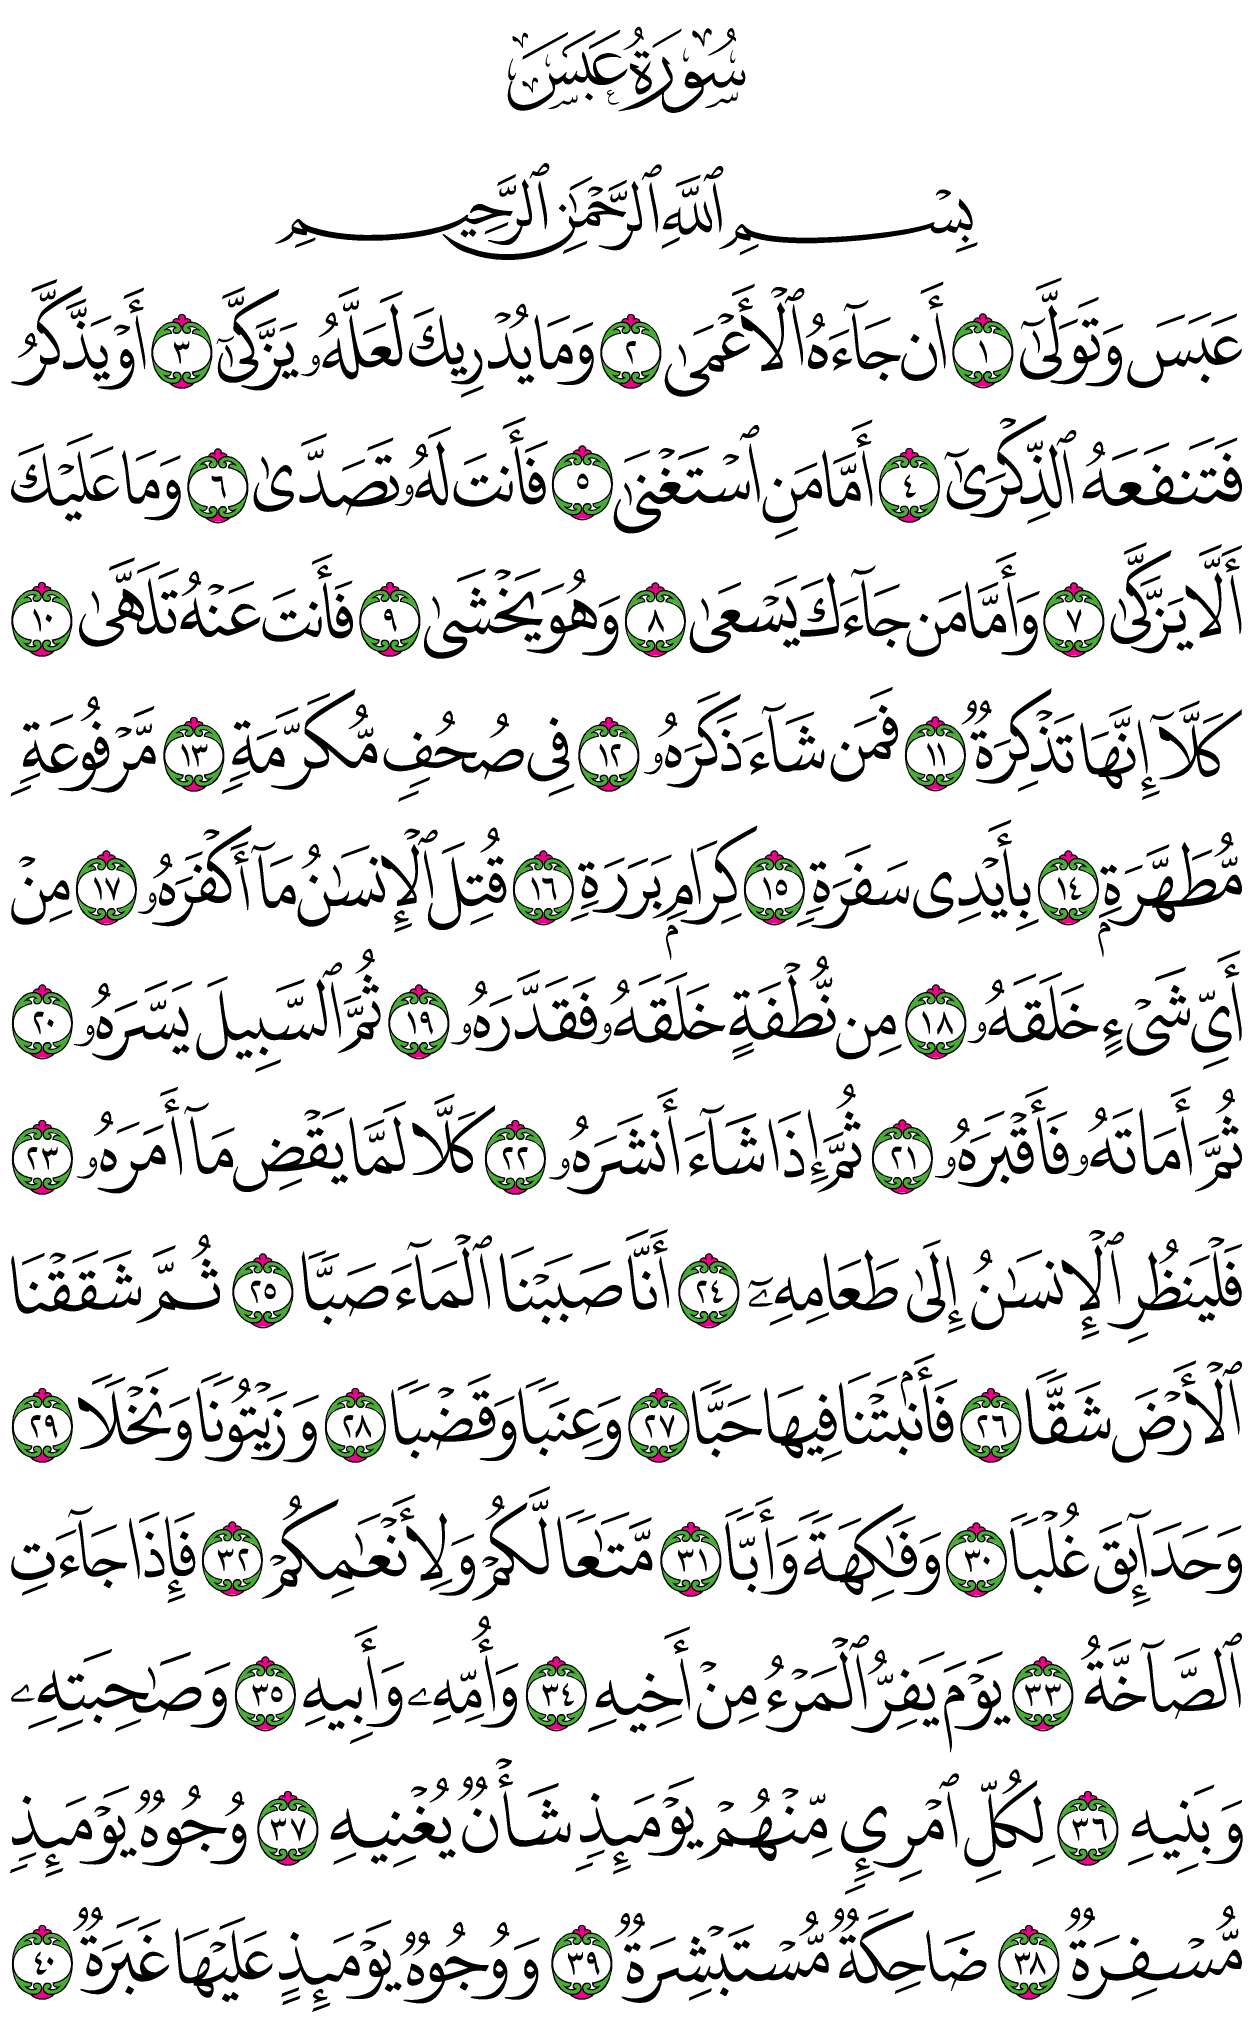 سُورَةُ عَبَسَ
بِسْمِ ٱللَّهِ ٱلرَّحْمَٰنِ ٱلرَّحِيمِ
عَبَسَ وَتَوَلَّىٰٓ ١ أَن جَآءَهُ ٱلْأَعْمَىٰ ٢ وَمَا يُدْرِيكَ لَعَلَّهُۥ يَزَّكَّىٰٓ ٣ أَوْ يَذَّكَّرُ
فَتَنفَعَهُ ٱلذِّكْرَىٰٓ ٤ أَمَّا مَنِ ٱسْتَغْنَىٰ ٥ فَأَنتَ لَهُۥ تَصَدَّىٰ ٦ وَمَا عَلَيْكَ
أَلَّا يَزَّكَّىٰ ٧ وَأَمَّا مَن جَآءَكَ يَسْعَىٰ ٨ وَهُوَ يَخْشَىٰ ٩ فَأَنتَ عَنْهُ تَلَهَّىٰ ١٠
كَلَّآ إِنَّهَا تَذْكِرَةٌ ١١ فَمَن شَآءَ ذَكَرَهُۥ ١٢ فِى صُحُفٍ مُّكَرَّمَةٍ ١٣ مَّرْفُوعَةٍ
مُّطَهَّرَةٍۭ ١٤ بِأَيْدِى سَفَرَةٍ ١٥ كِرَامٍۭ بَرَرَةٍ ١٦ قُتِلَ ٱلْإِنسَٰنُ مَآ أَكْفَرَهُۥ ١٧ مِنْ
أَىِّ شَىْءٍ خَلَقَهُۥ ١٨ مِن نُّطْفَةٍ خَلَقَهُۥ فَقَدَّرَهُۥ ١٩ ثُمَّ ٱلسَّبِيلَ يَسَّرَهُۥ ٢٠
ثُمَّ أَمَاتَهُۥ فَأَقْبَرَهُۥ ٢١ ثُمَّ إِذَا شَآءَ أَنشَرَهُۥ ٢٢ كَلَّا لَمَّا يَقْضِ مَآ أَمَرَهُۥ ٢٣
فَلْيَنظُرِ ٱلْإِنسَٰنُ إِلَىٰ طَعَامِهِۦٓ ٢٤ أَنَّا صَبَبْنَا ٱلْمَآءَ صَبًّا ٢٥ ثُمَّ شَقَقْنَا
ٱلْأَرْضَ شَقًّا ٢٦ فَأَنۢبَتْنَا فِيهَا حَبًّا ٢٧ وَعِنَبًا وَقَضْبًا ٢٨ وَزَيْتُونًا وَنَخْلًا ٢٩
وَحَدَآئِقَ غُلْبًا ٣٠ وَفَٰكِهَةً وَأَبًّا ٣١ مَّتَٰعًا لَّكُمْ وَلِأَنْعَٰمِكُمْ ٣٢ فَإِذَا جَآءَتِ
ٱلصَّآخَّةُ ٣٣ يَوْمَ يَفِرُّ ٱلْمَرْءُ مِنْ أَخِيهِ ٣٤ وَأُمِّهِۦ وَأَبِيهِ ٣٥ وَصَٰحِبَتِهِۦ
وَبَنِيهِ ٣٦ لِكُلِّ ٱمْرِئٍ مِّنْهُمْ يَوْمَئِذٍ شَأْنٌ يُغْنِيهِ ٣٧ وُجُوهٌ يَوْمَئِذٍ
مُّسْفِرَةٌ ٣٨ ضَاحِكَةٌ مُّسْتَبْشِرَةٌ ٣٩ وَوُجُوهٌ يَوْمَئِذٍ عَلَيْهَا غَبَرَةٌ ٤٠